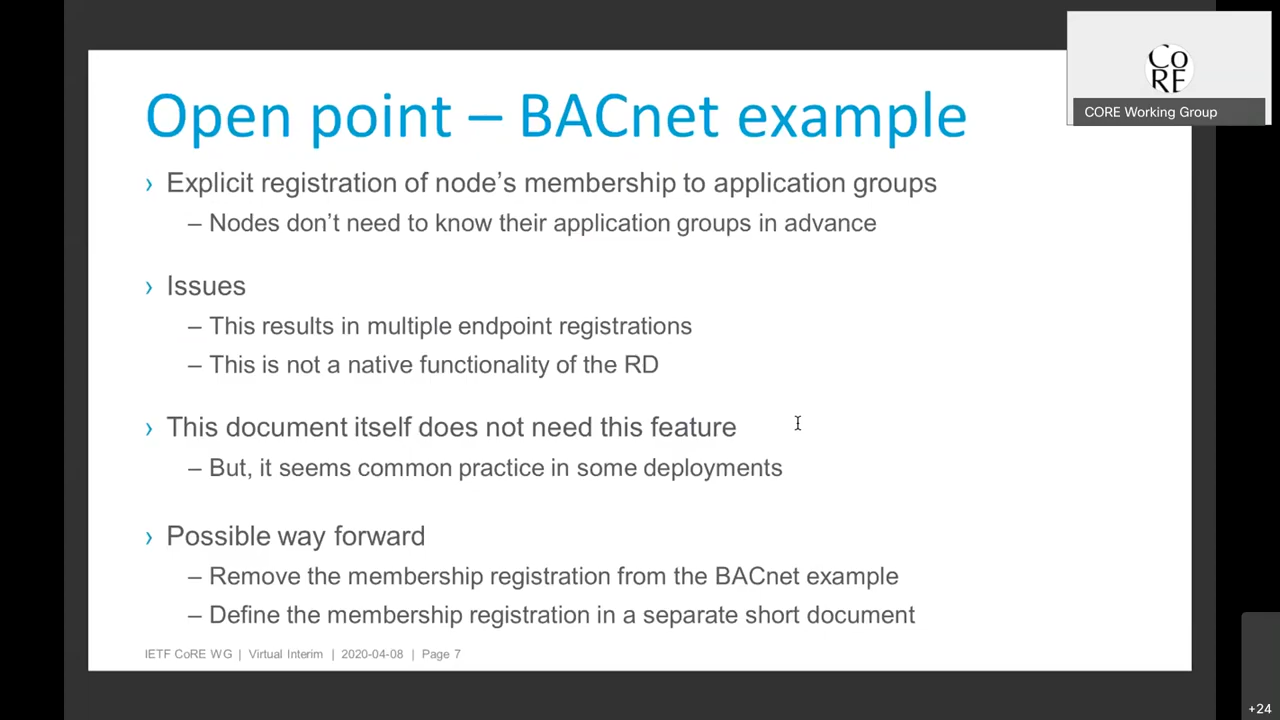 Open point – BACnet example
› Explicit registration of node's membership to application groups
– Nodes don't need to know their application groups in advance
› Issues
– This results in multiple endpoint registrations
– This is not a native functionality of the RD
› This document itself does not need this feature
– But, it seems common practice in some deployments
› Possible way forward
– Remove the membership registration from the BACnet example
– Define the membership registration in a separate short document
IETF CoRE WG | Virtual Interim | 2020-04-08 | Page 7
Co
RE
CORE Working Group
+24